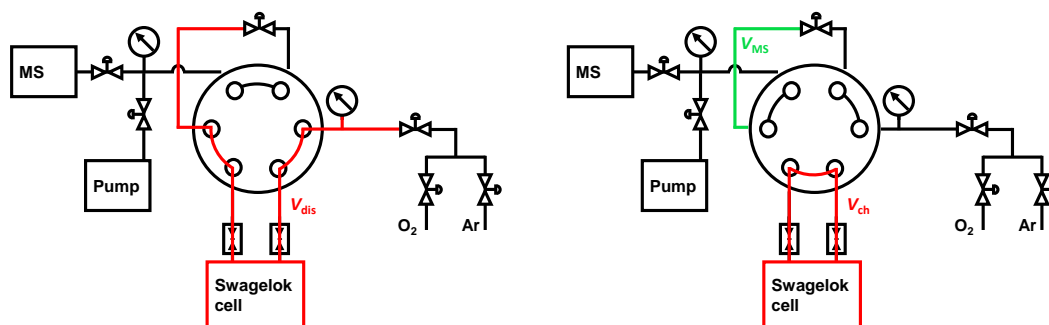 MS
Pump
V_dis
O₂
Ar
Swagelok
cell
MS
V_MS
Pump
V_ch
O₂
Ar
Swagelok
cell